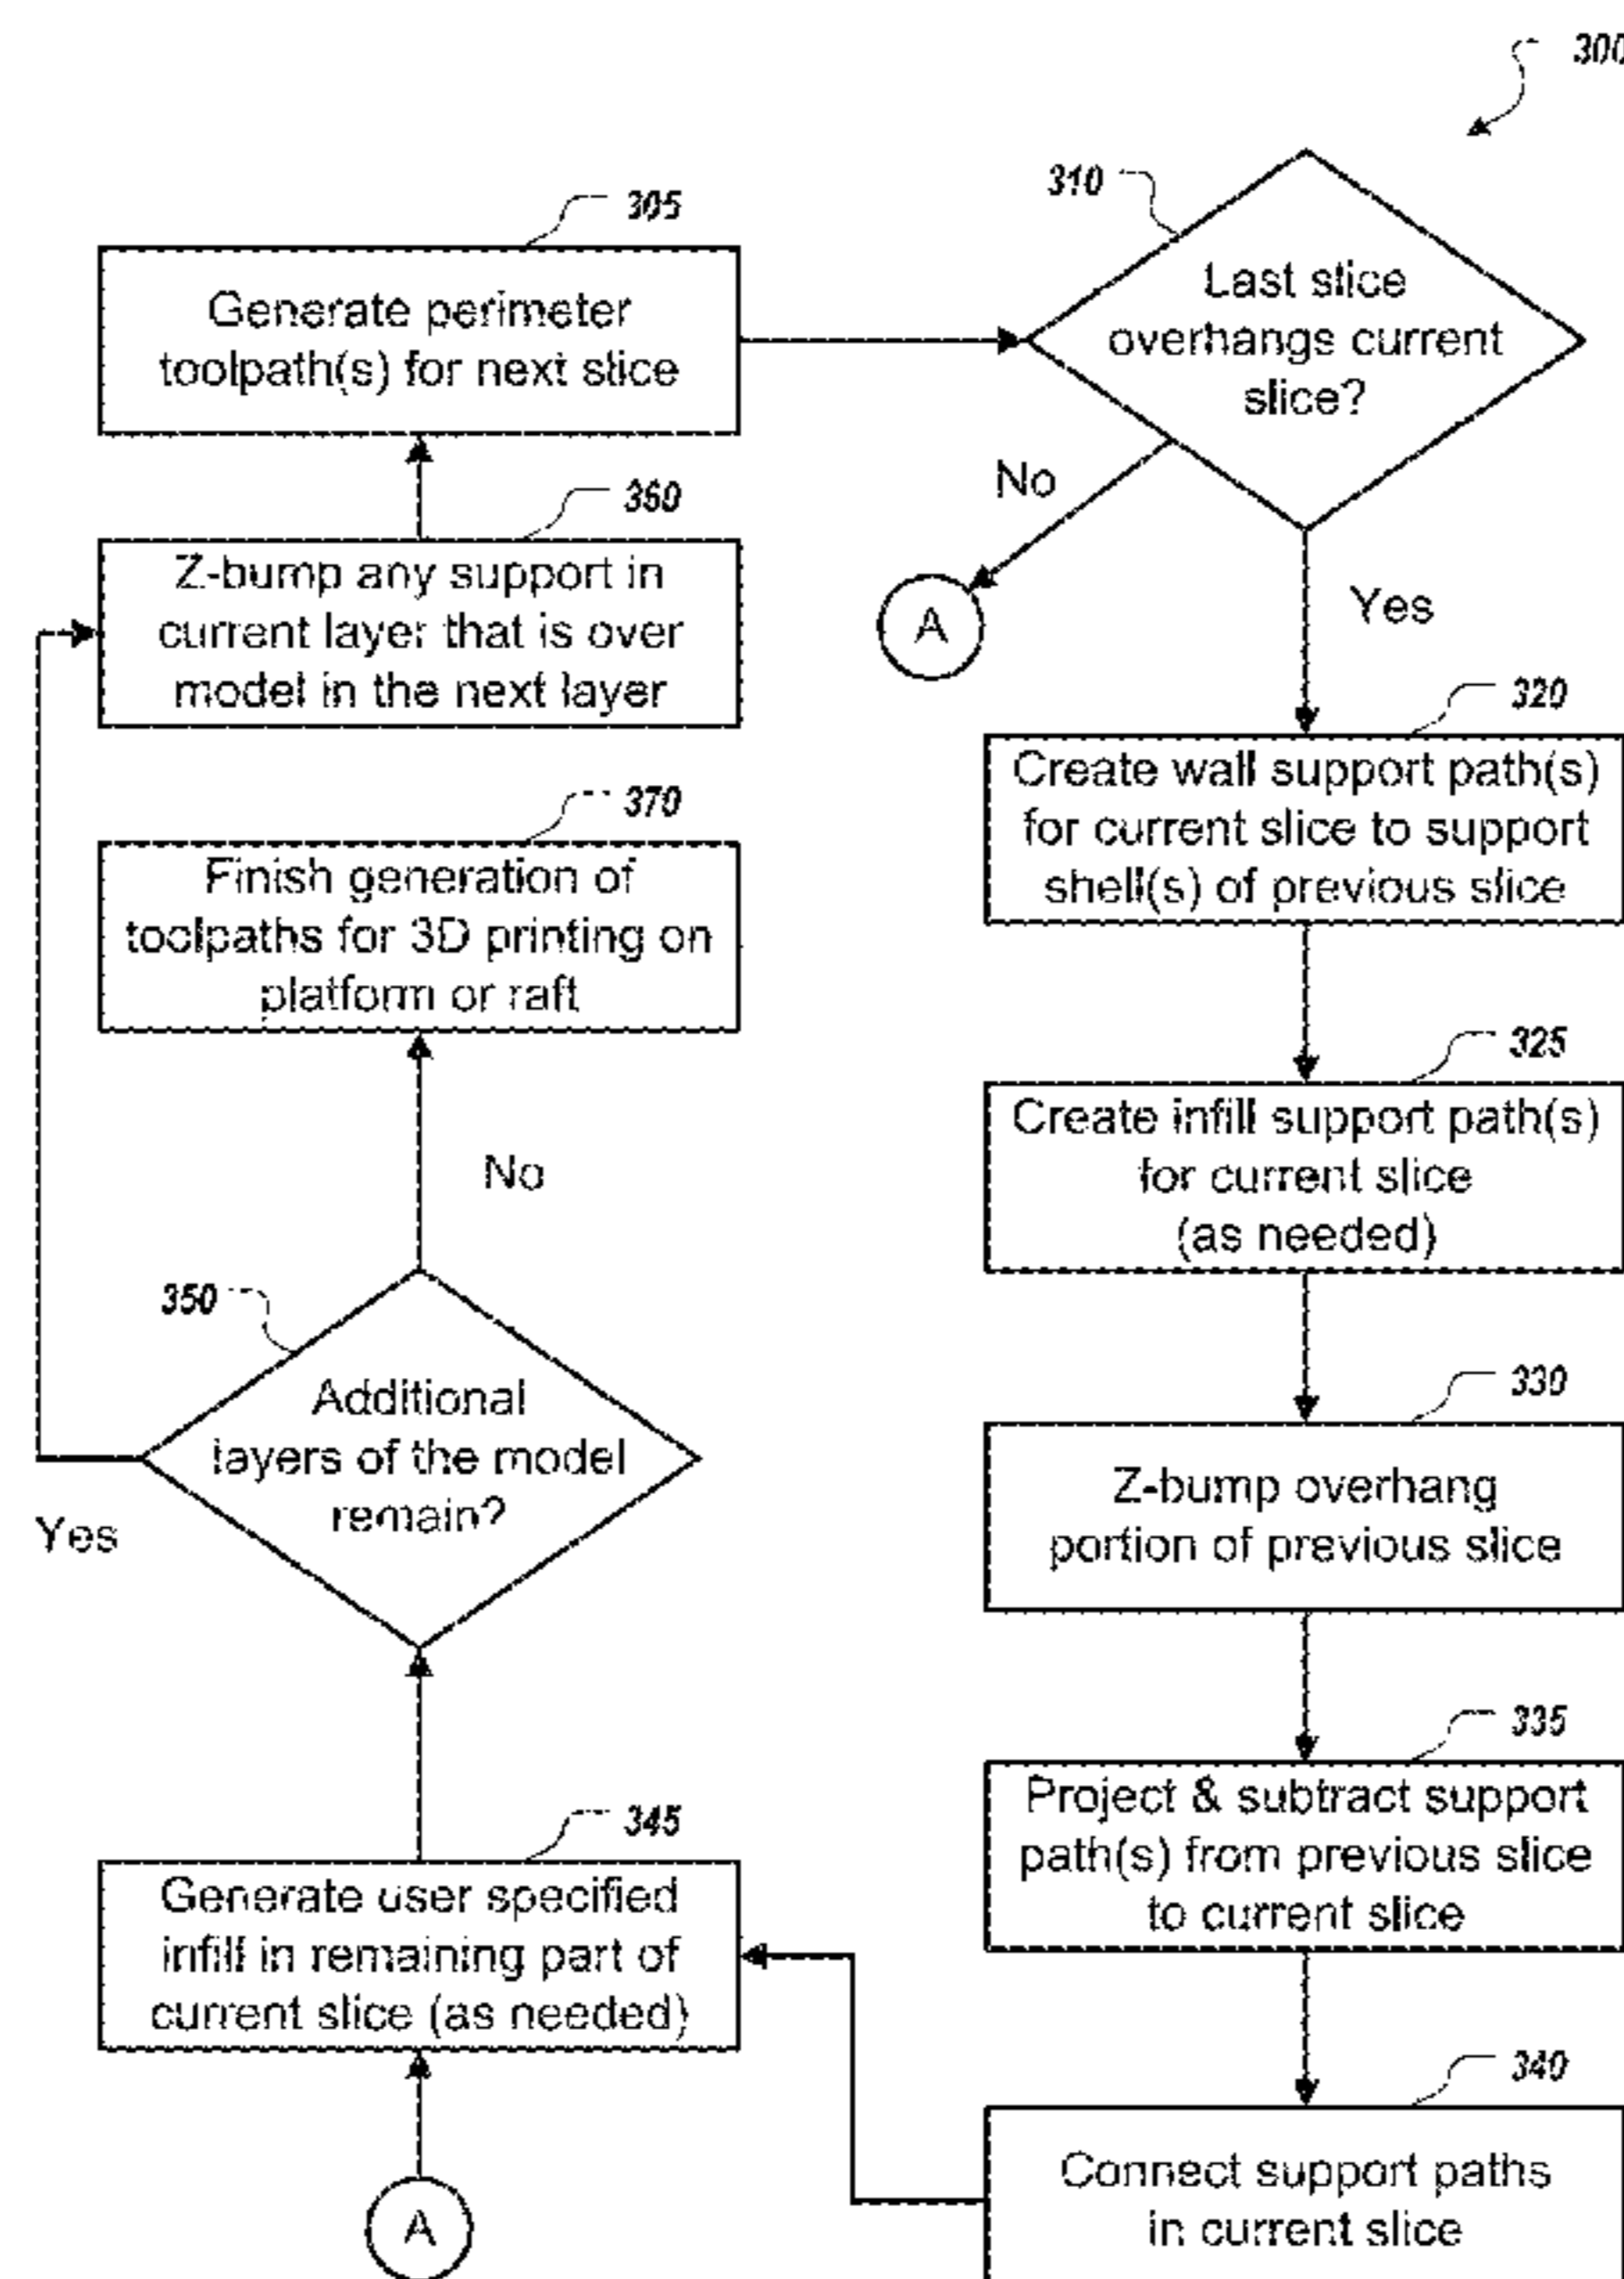 300
305
Generate perimeter
toolpath(s) for next slice
310
Last slice
overhangs current
slice?
No
A
Yes
360
Z-bump any support in
current layer that is over
model in the next layer
320
Create wall support path(s)
for current slice to support
shell(s) of previous slice
370
Finish generation of
toolpaths for 3D printing on
platform or raft
325
Create infill support path(s)
for current slice
(as needed)
No
350
Additional
layers of the model
remain?
Yes
330
Z-bump overhang
portion of previous slice
335
Project & subtract support
path(s) from previous slice
to current slice
345
Generate user specified
infill in remaining part of
current slice (as needed)
340
Connect support paths
in current slice
A